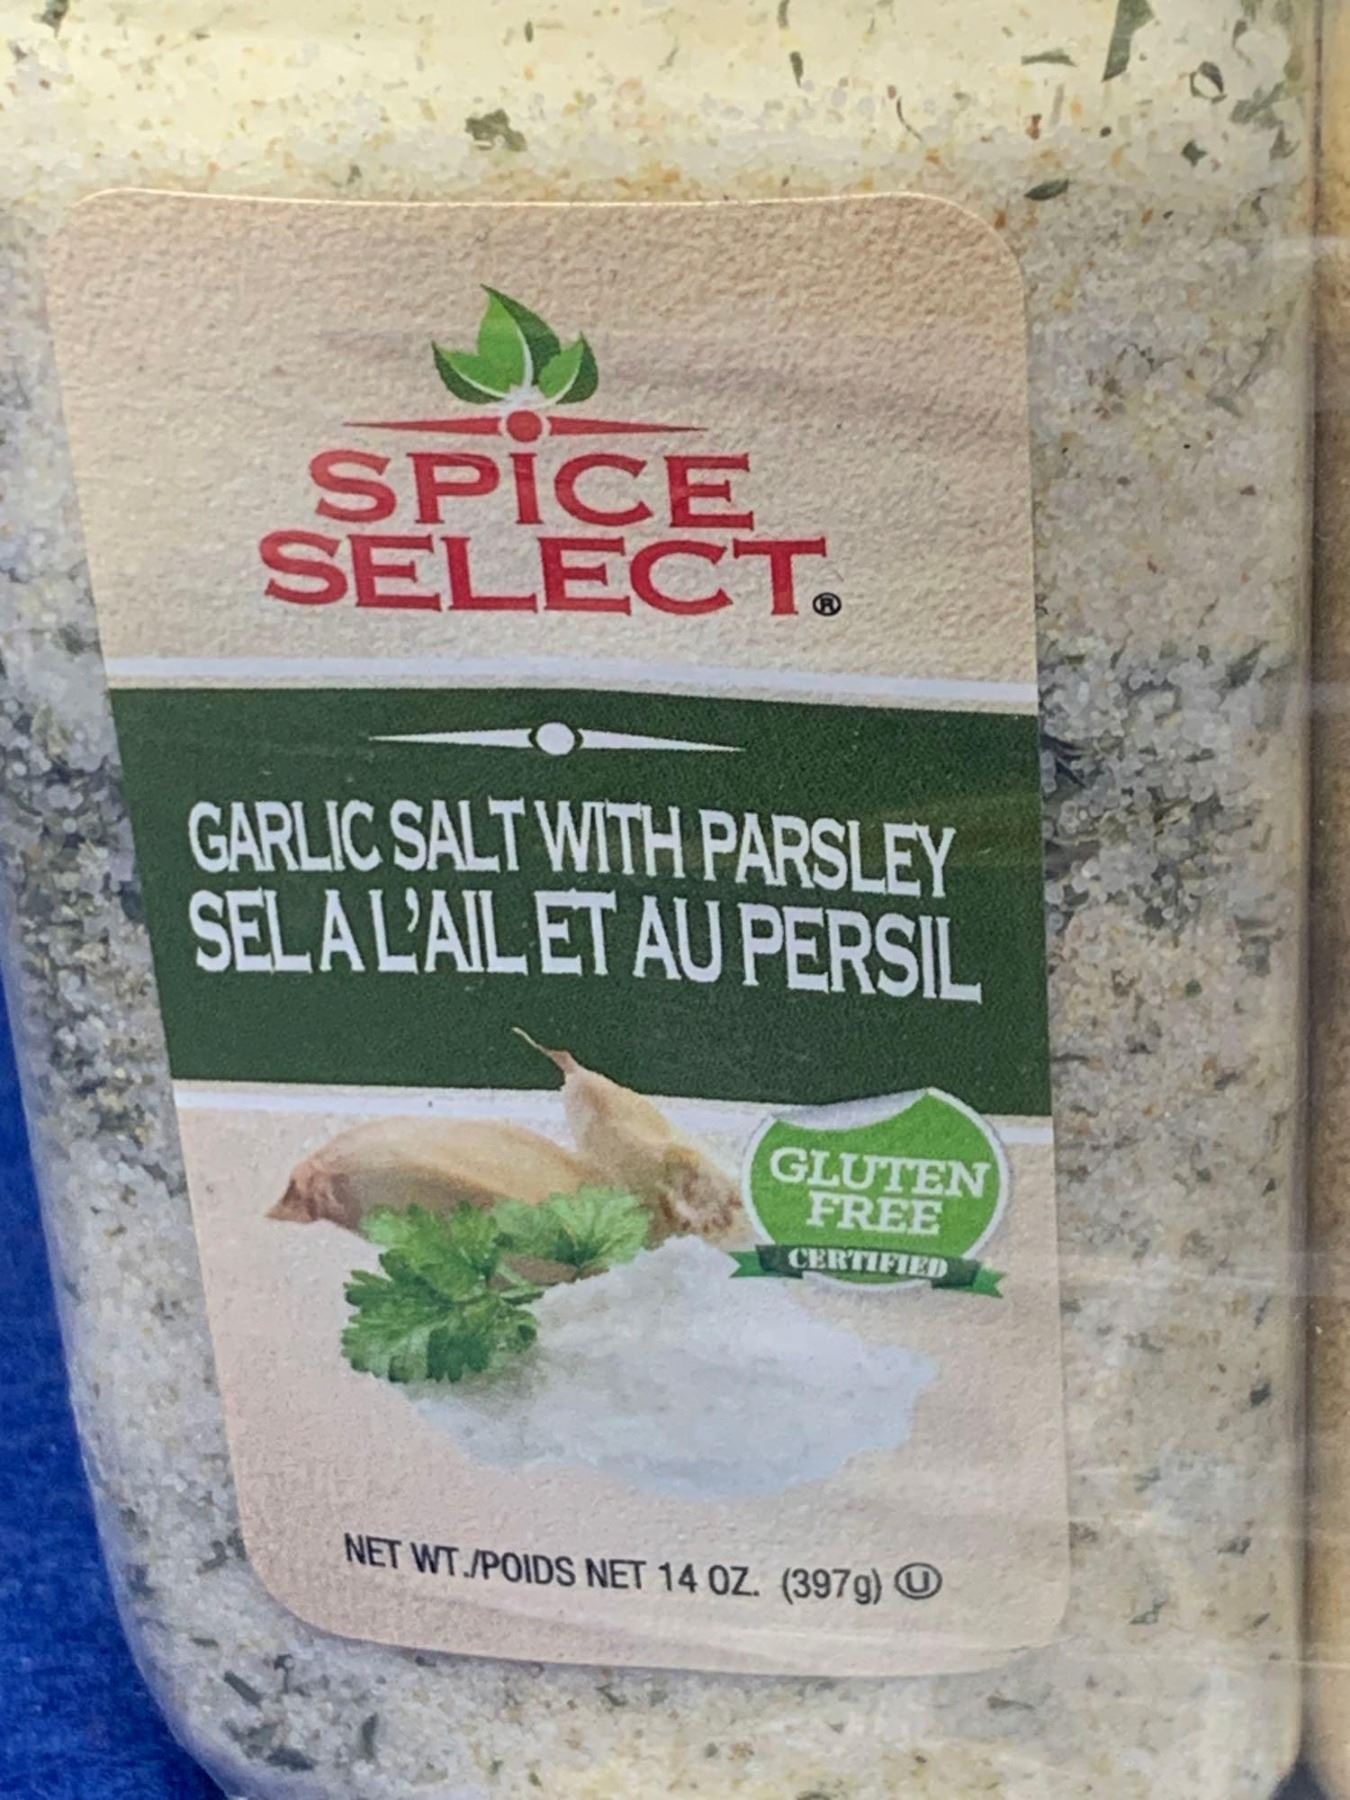 SPICE
SELECT®
GARLIC SALT WITH PARSLEY
SEL A L'AIL ET AU PERSIL
GLUTEN
FREE
CERTIFIED
NET WT./POIDS NET 14 OZ. (397g) Ⓤ